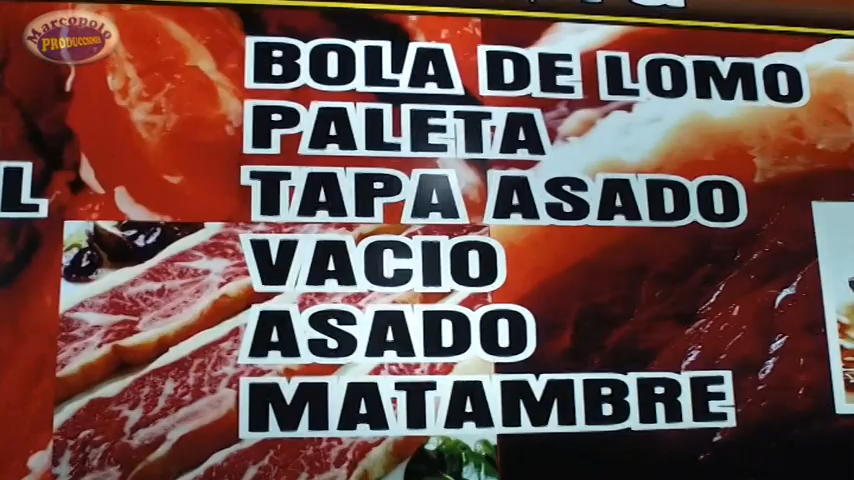 Marcopolo
PRODUCCIONES
BOLA DE LOMO
PALETA
TAPA ASADO
L
VACIO
ASADO
MATAMBRE